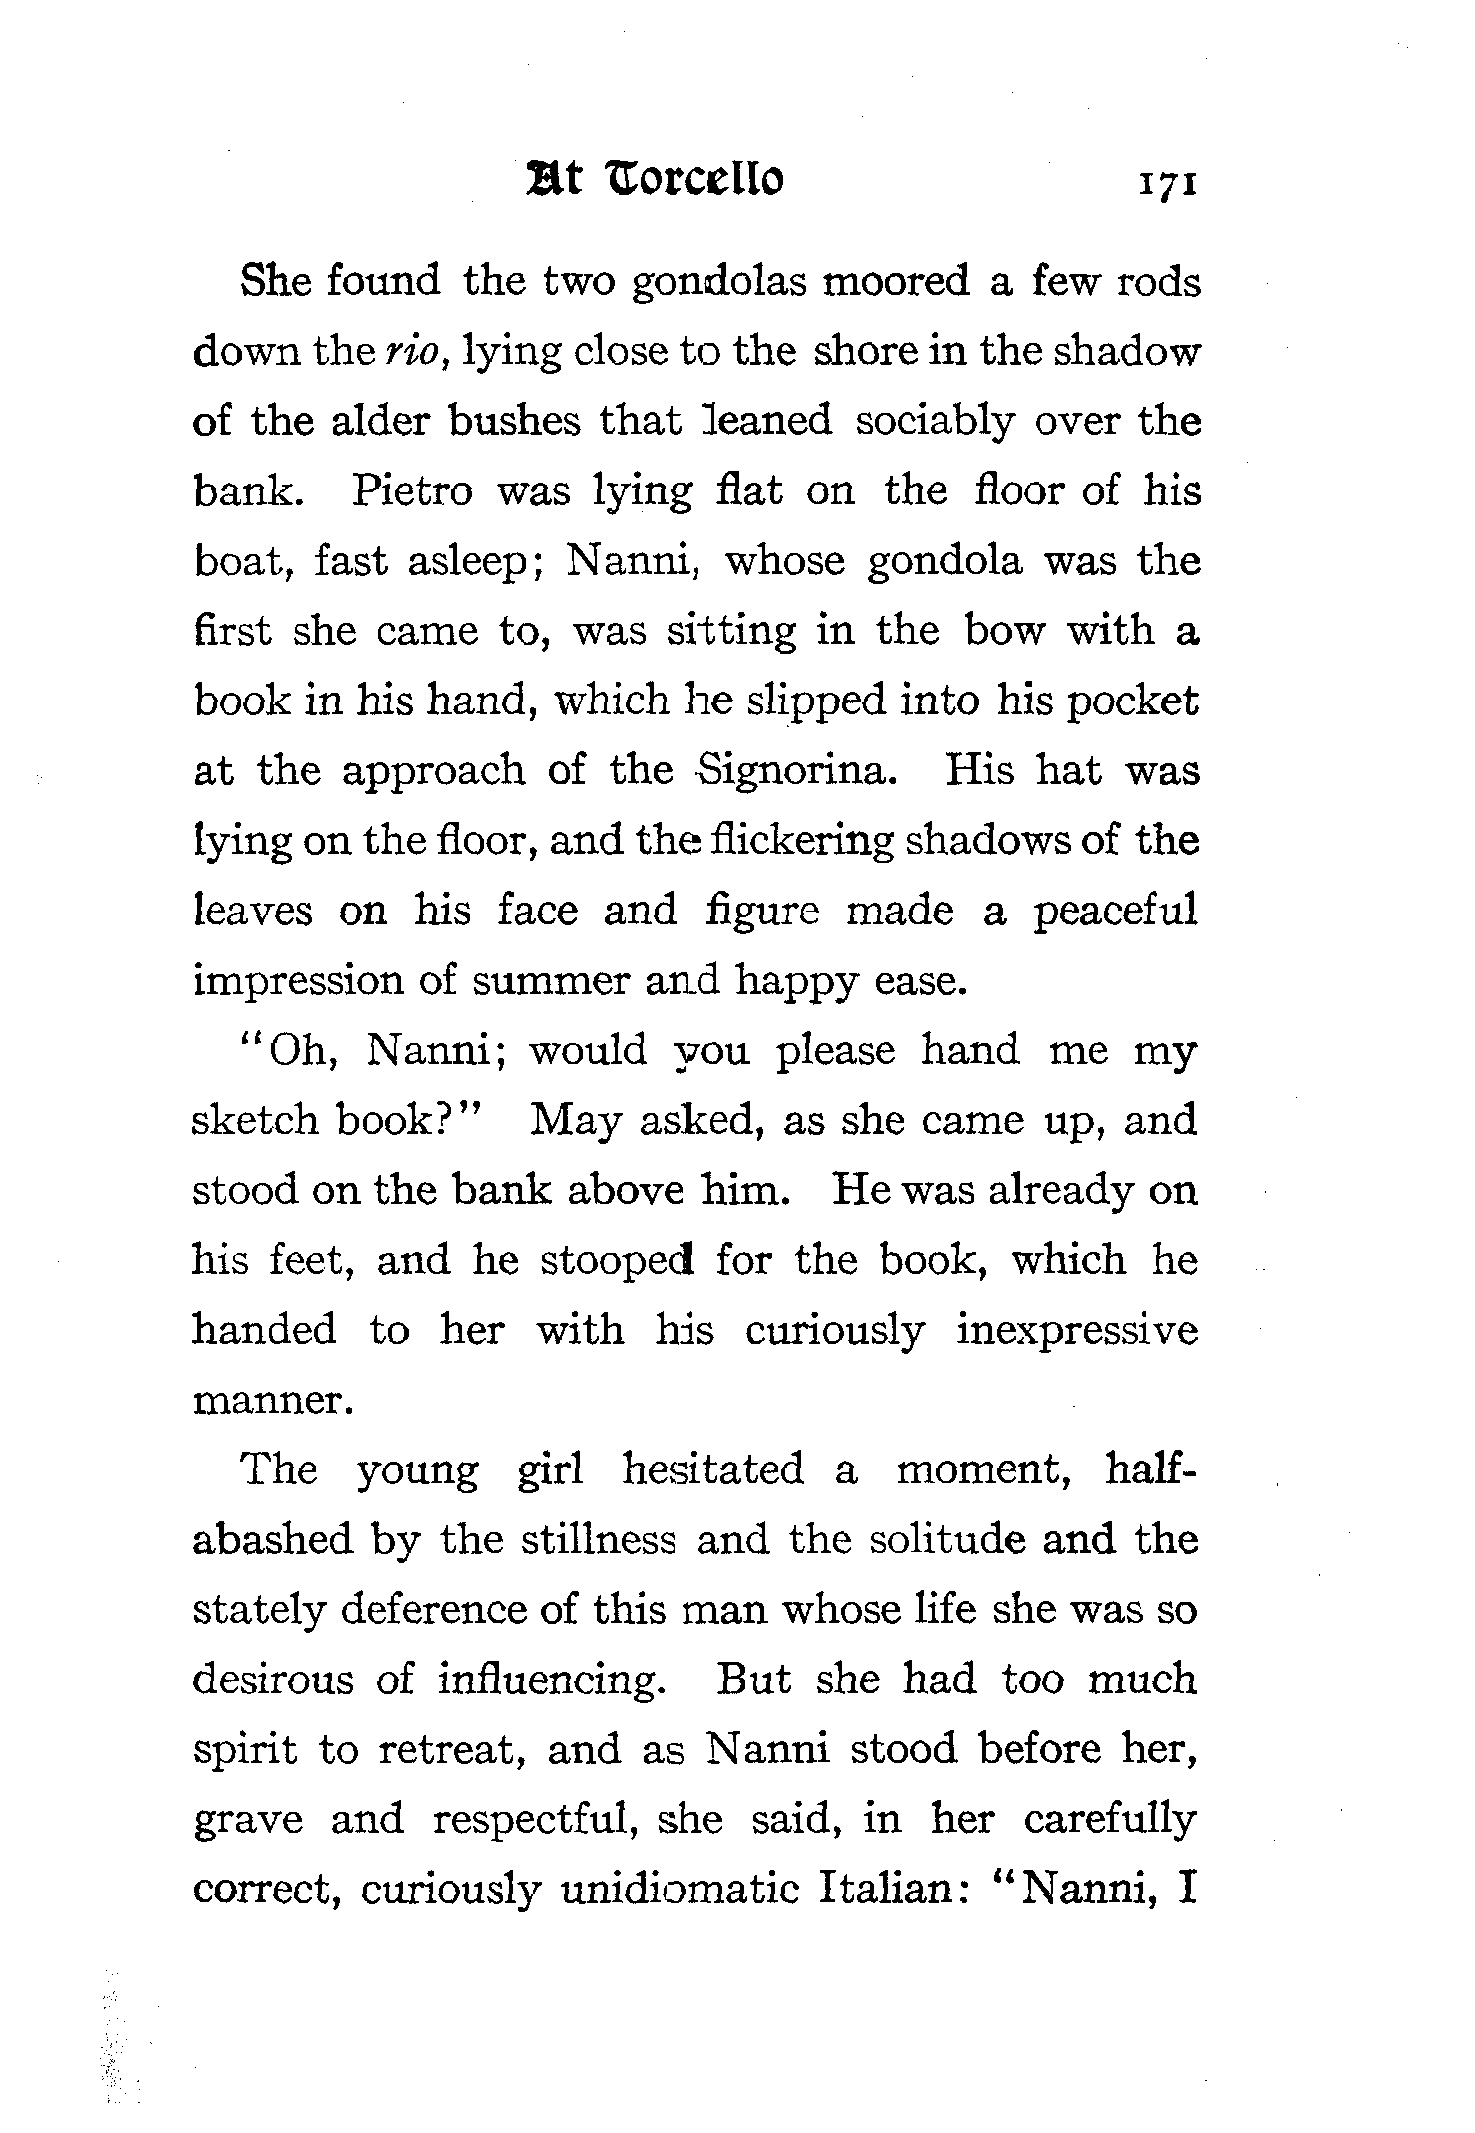 At Torcello 171
She found the two gondolas moored a few rods
down the rio, lying close to the shore in the shadow
of the alder bushes that leaned sociably over the
bank. Pietro was lying flat on the floor of his
boat, fast asleep; Nanni, whose gondola was the
first she came to, was sitting in the bow with a
book in his hand, which he slipped into his pocket
at the approach of the Signorina. His hat was
lying on the floor, and the flickering shadows of the
leaves on his face and figure made a peaceful
impression of summer and happy ease.
"Oh, Nanni; would you please hand me my
sketch book?" May asked, as she came up, and
stood on the bank above him. He was already on
his feet, and he stooped for the book, which he
handed to her with his curiously inexpressive
manner.
The young girl hesitated a moment, half-
abashed by the stillness and the solitude and the
stately deference of this man whose life she was so
desirous of influencing. But she had too much
spirit to retreat, and as Nanni stood before her,
grave and respectful, she said, in her carefully
correct, curiously unidiomatic Italian: "Nanni, I